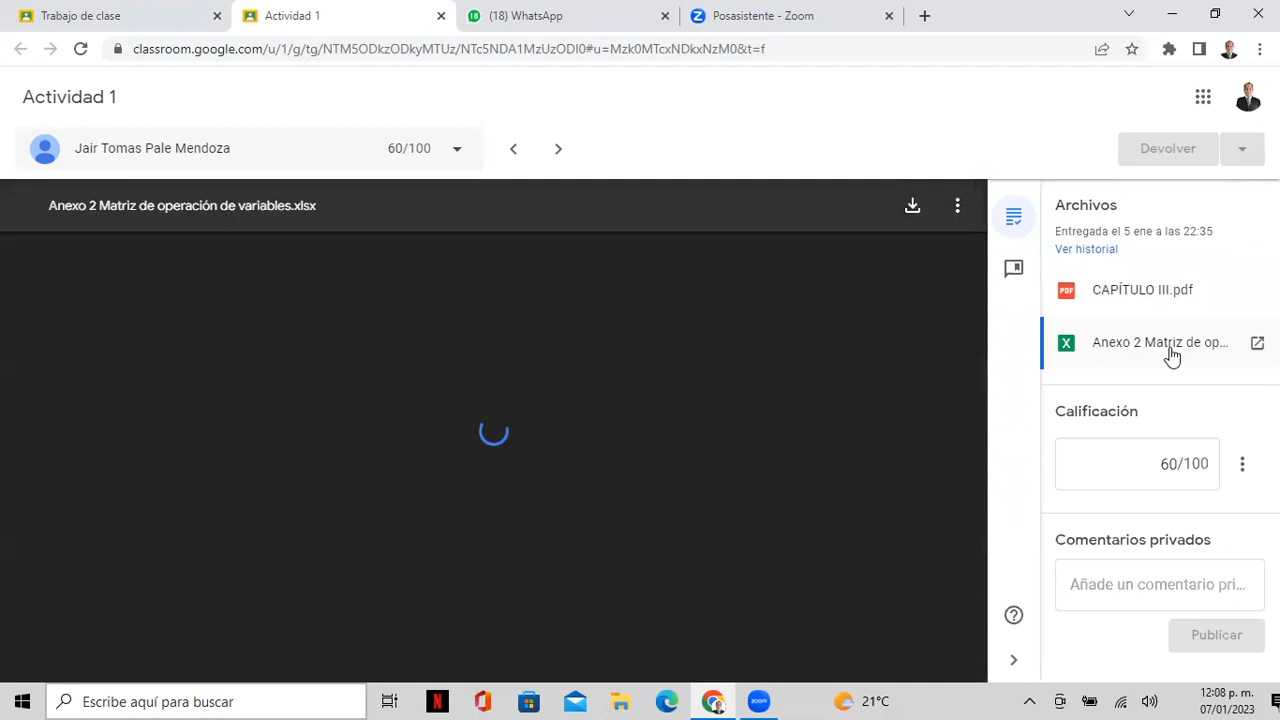 Trabajo de clase
Actividad 1
(18) WhatsApp
Posasistente - Zoom
classroom.google.com/u/1/g/tg/NTM5ODkzODkyMTUz/NTc5NDA1MzUzODI0#u=Mzk0MTcxNDkxNzM0&t=f
Actividad 1
Jair Tomas Pale Mendoza
60/100
Devolver
Anexo 2 Matriz de operación de variables.xlsx
Archivos
Entregada el 5 ene a las 22:35
Ver historial
PDF
CAPÍTULO III.pdf
X
Anexo 2 Matriz de op...
Calificación
60/100
Comentarios privados
Añade un comentario pri...
Publicar
Escribe aquí para buscar
N
zoom
21°C
12:08 p. m.
07/01/2023